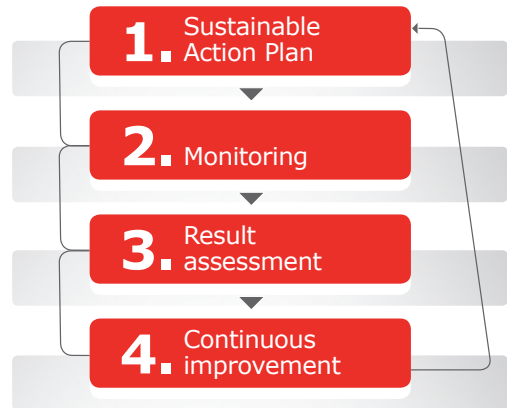 1. Sustainable
Action Plan
2. Monitoring
3. Result
assessment
4. Continuous
improvement